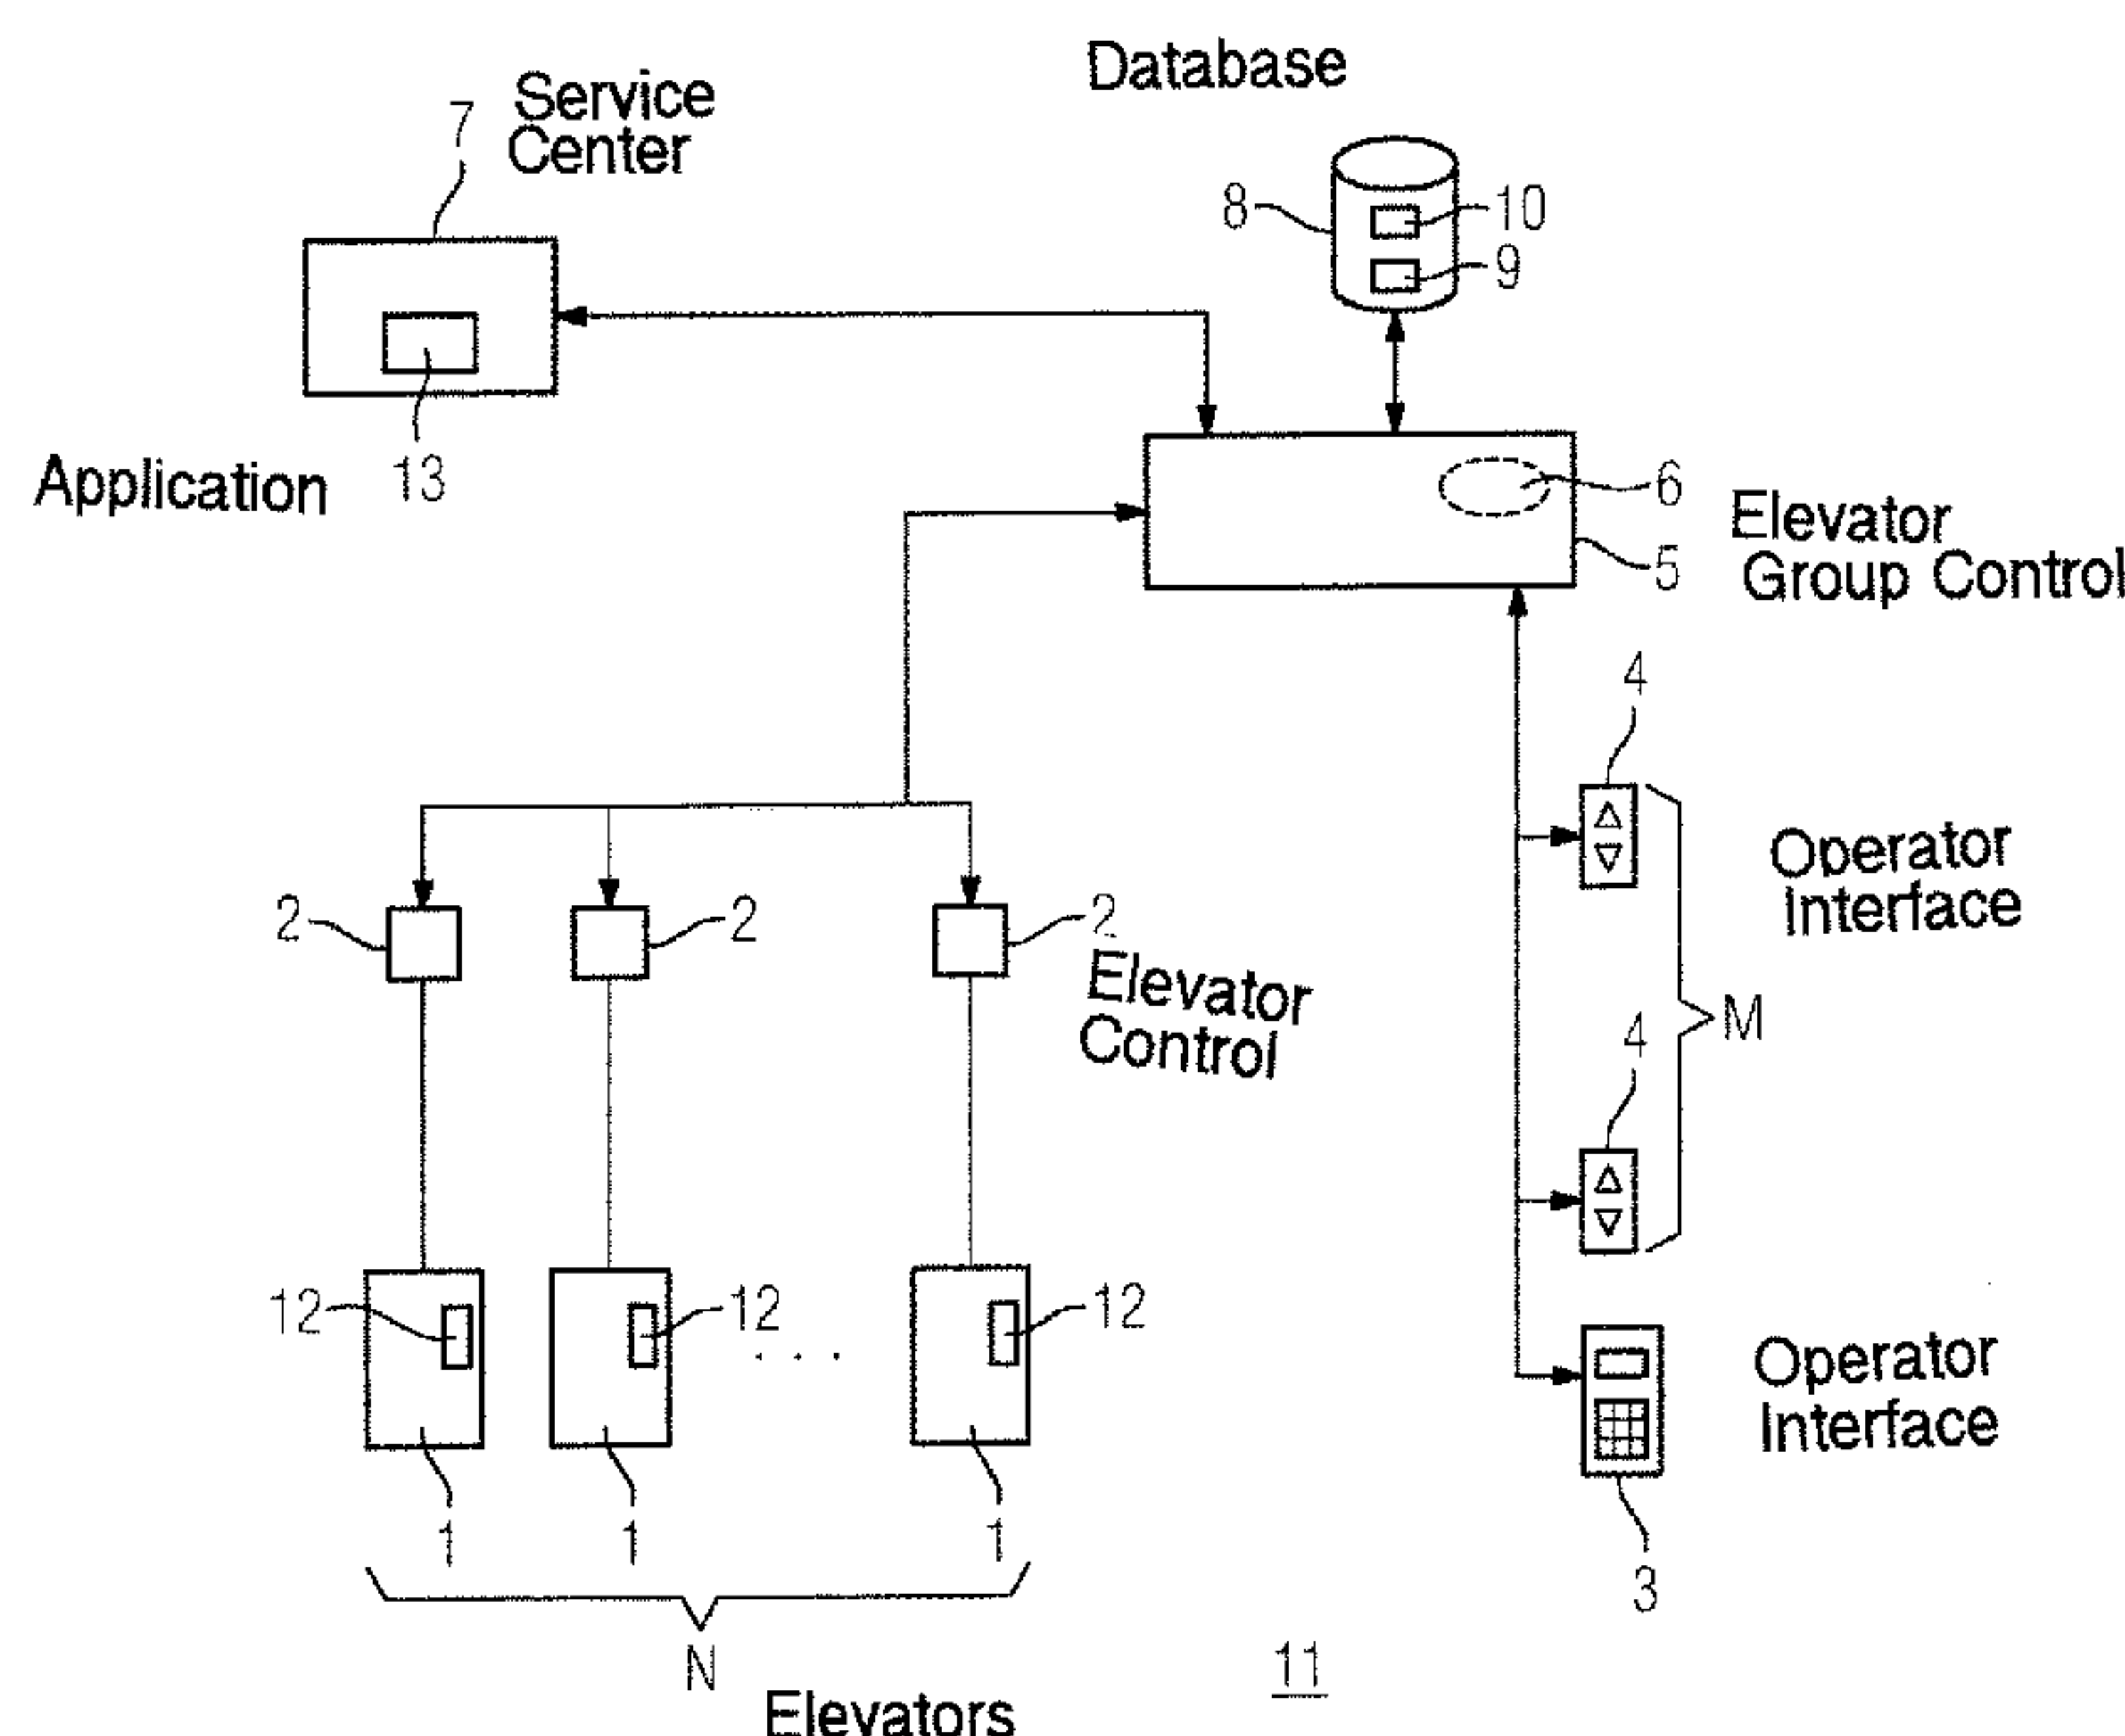 Database
Service
Center
7
8
10
9
Application
13
6
Elevator
Group Control
5
4
Operator
Interface
2
2
2
Elevator
Control
4
M
12
12
. . .
12
Operator
Interface
1
1
1
3
N
11
Elevators